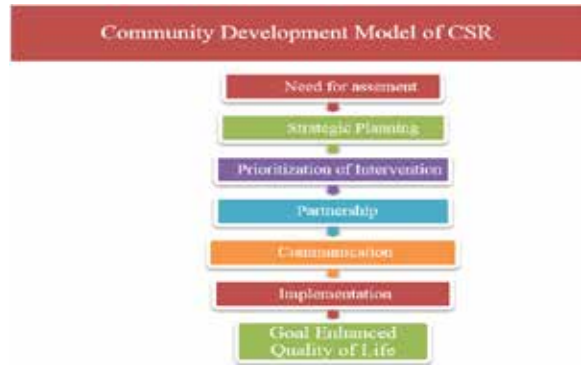 Community Development Model of CSR
Need for assement
Strategic Planning
Prioritization of Intervention
Partnership
Communication
Implementation
Goal Enhanced
Quality of Life